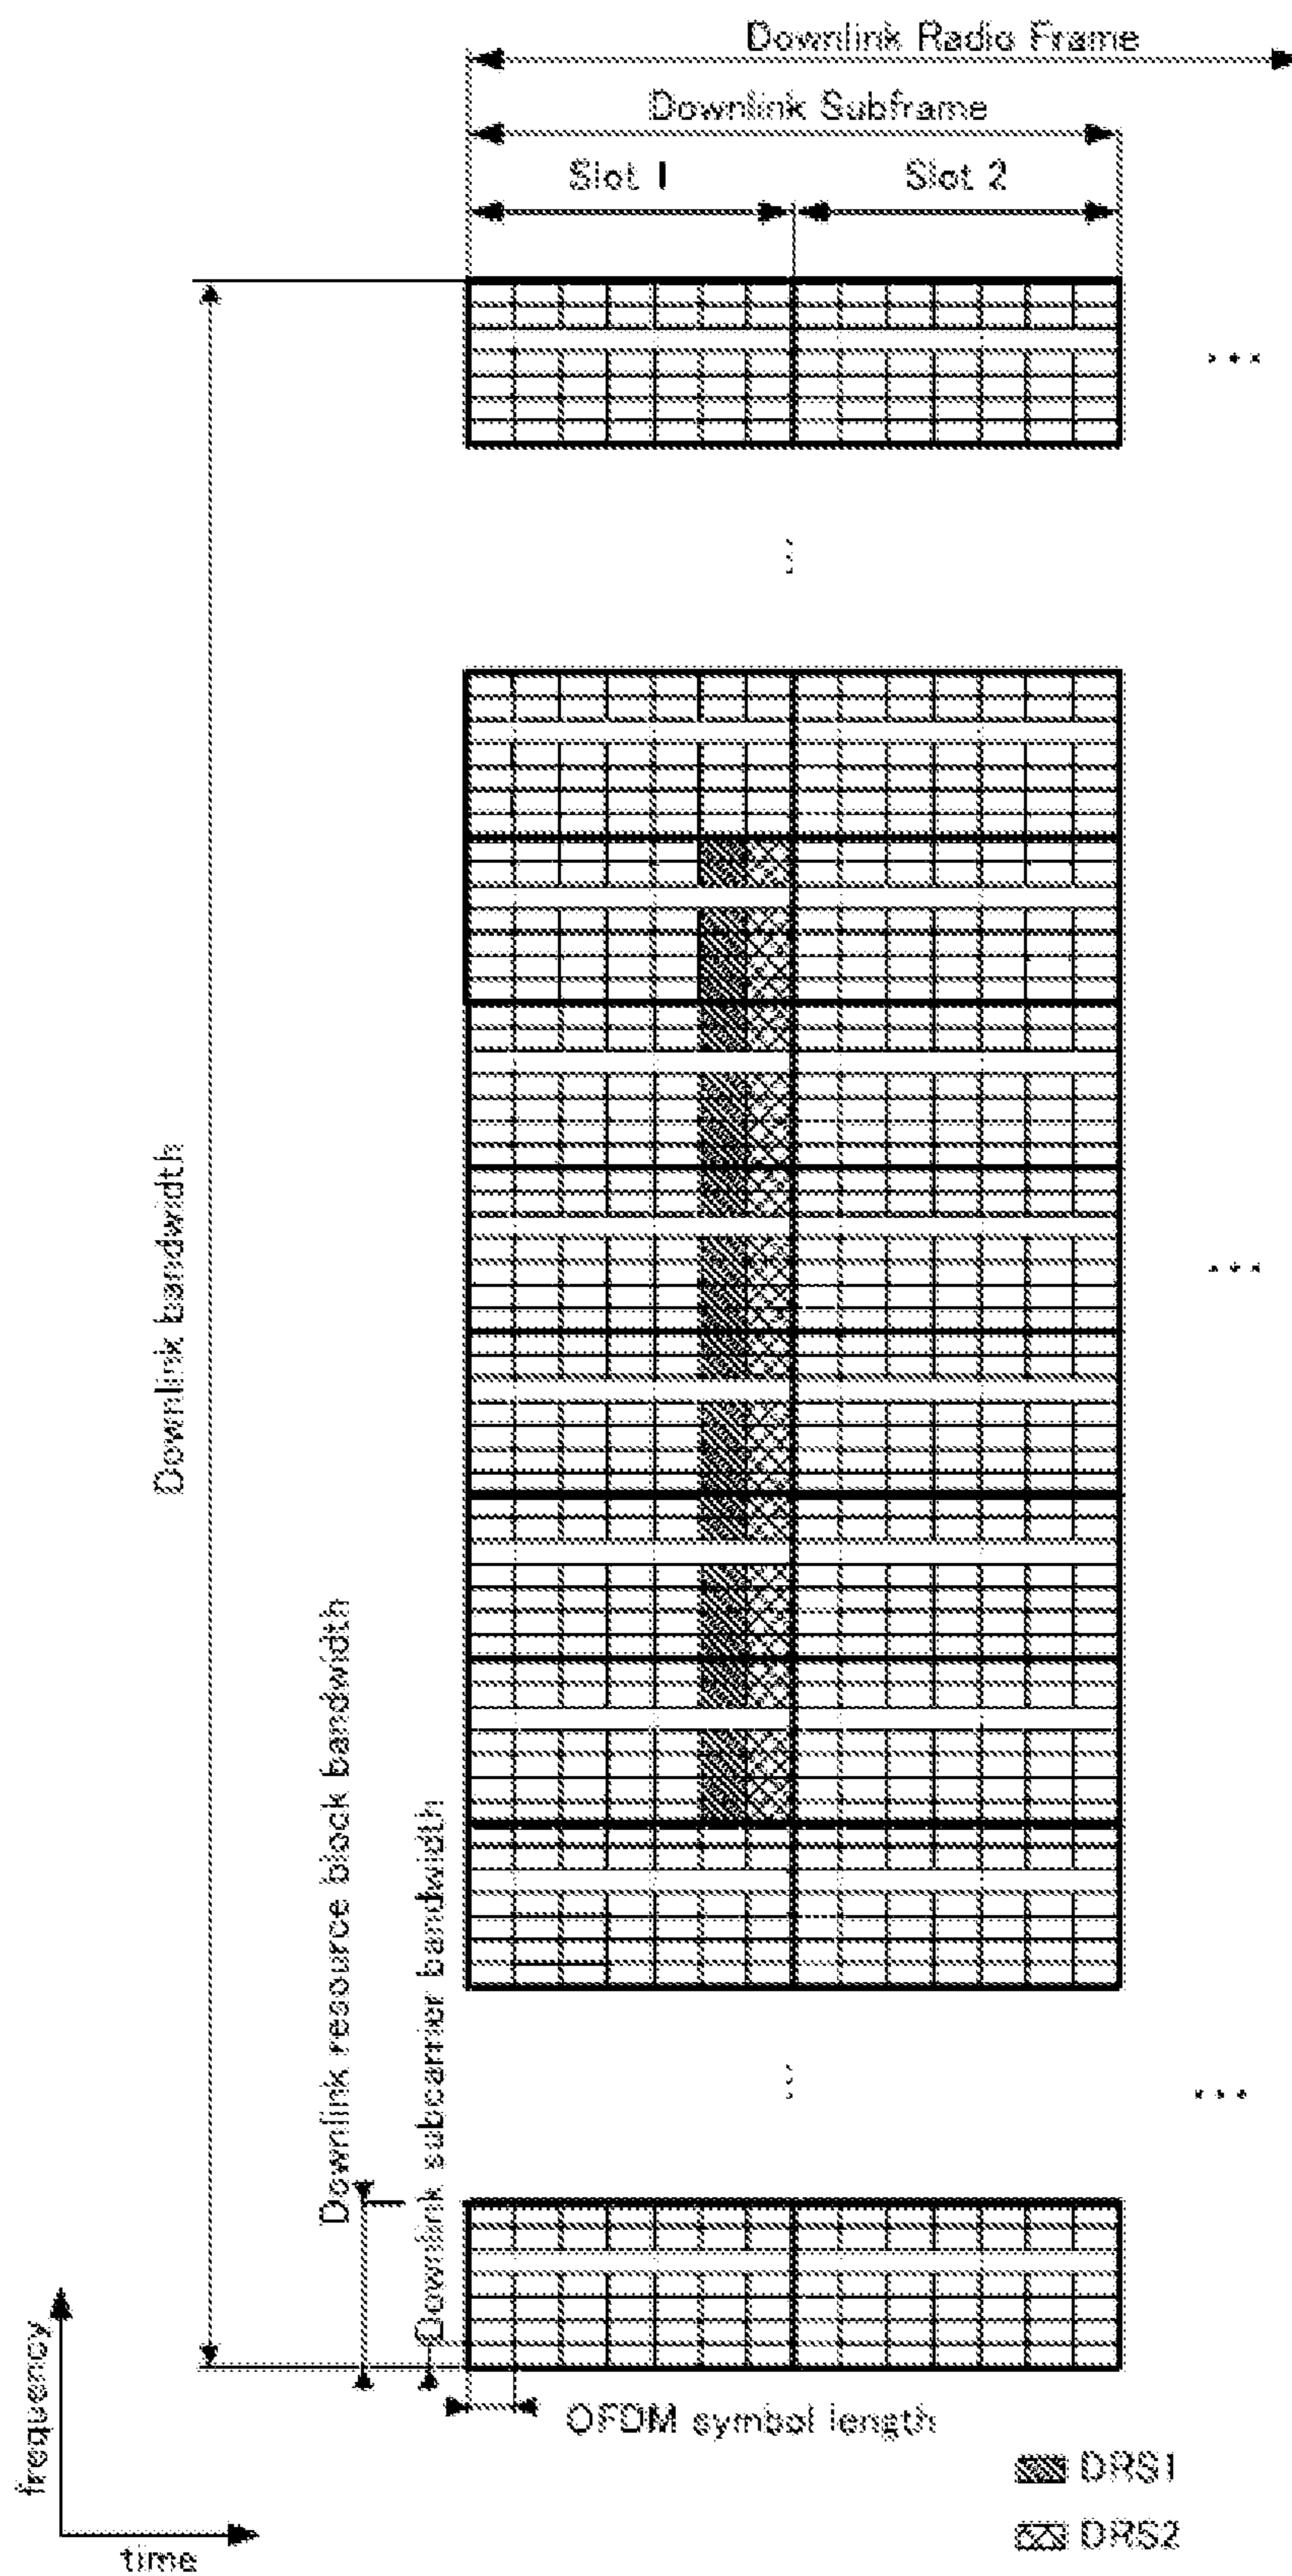 Downlink Radio Frame
Downlink Subframe
Slot 1
Slot 2
...
Downlink bandwidth
...
Downlink resource block bandwidth
Downlink subcarrier bandwidth
...
OFDM symbol length
frequency
time
DRS1
DRS2